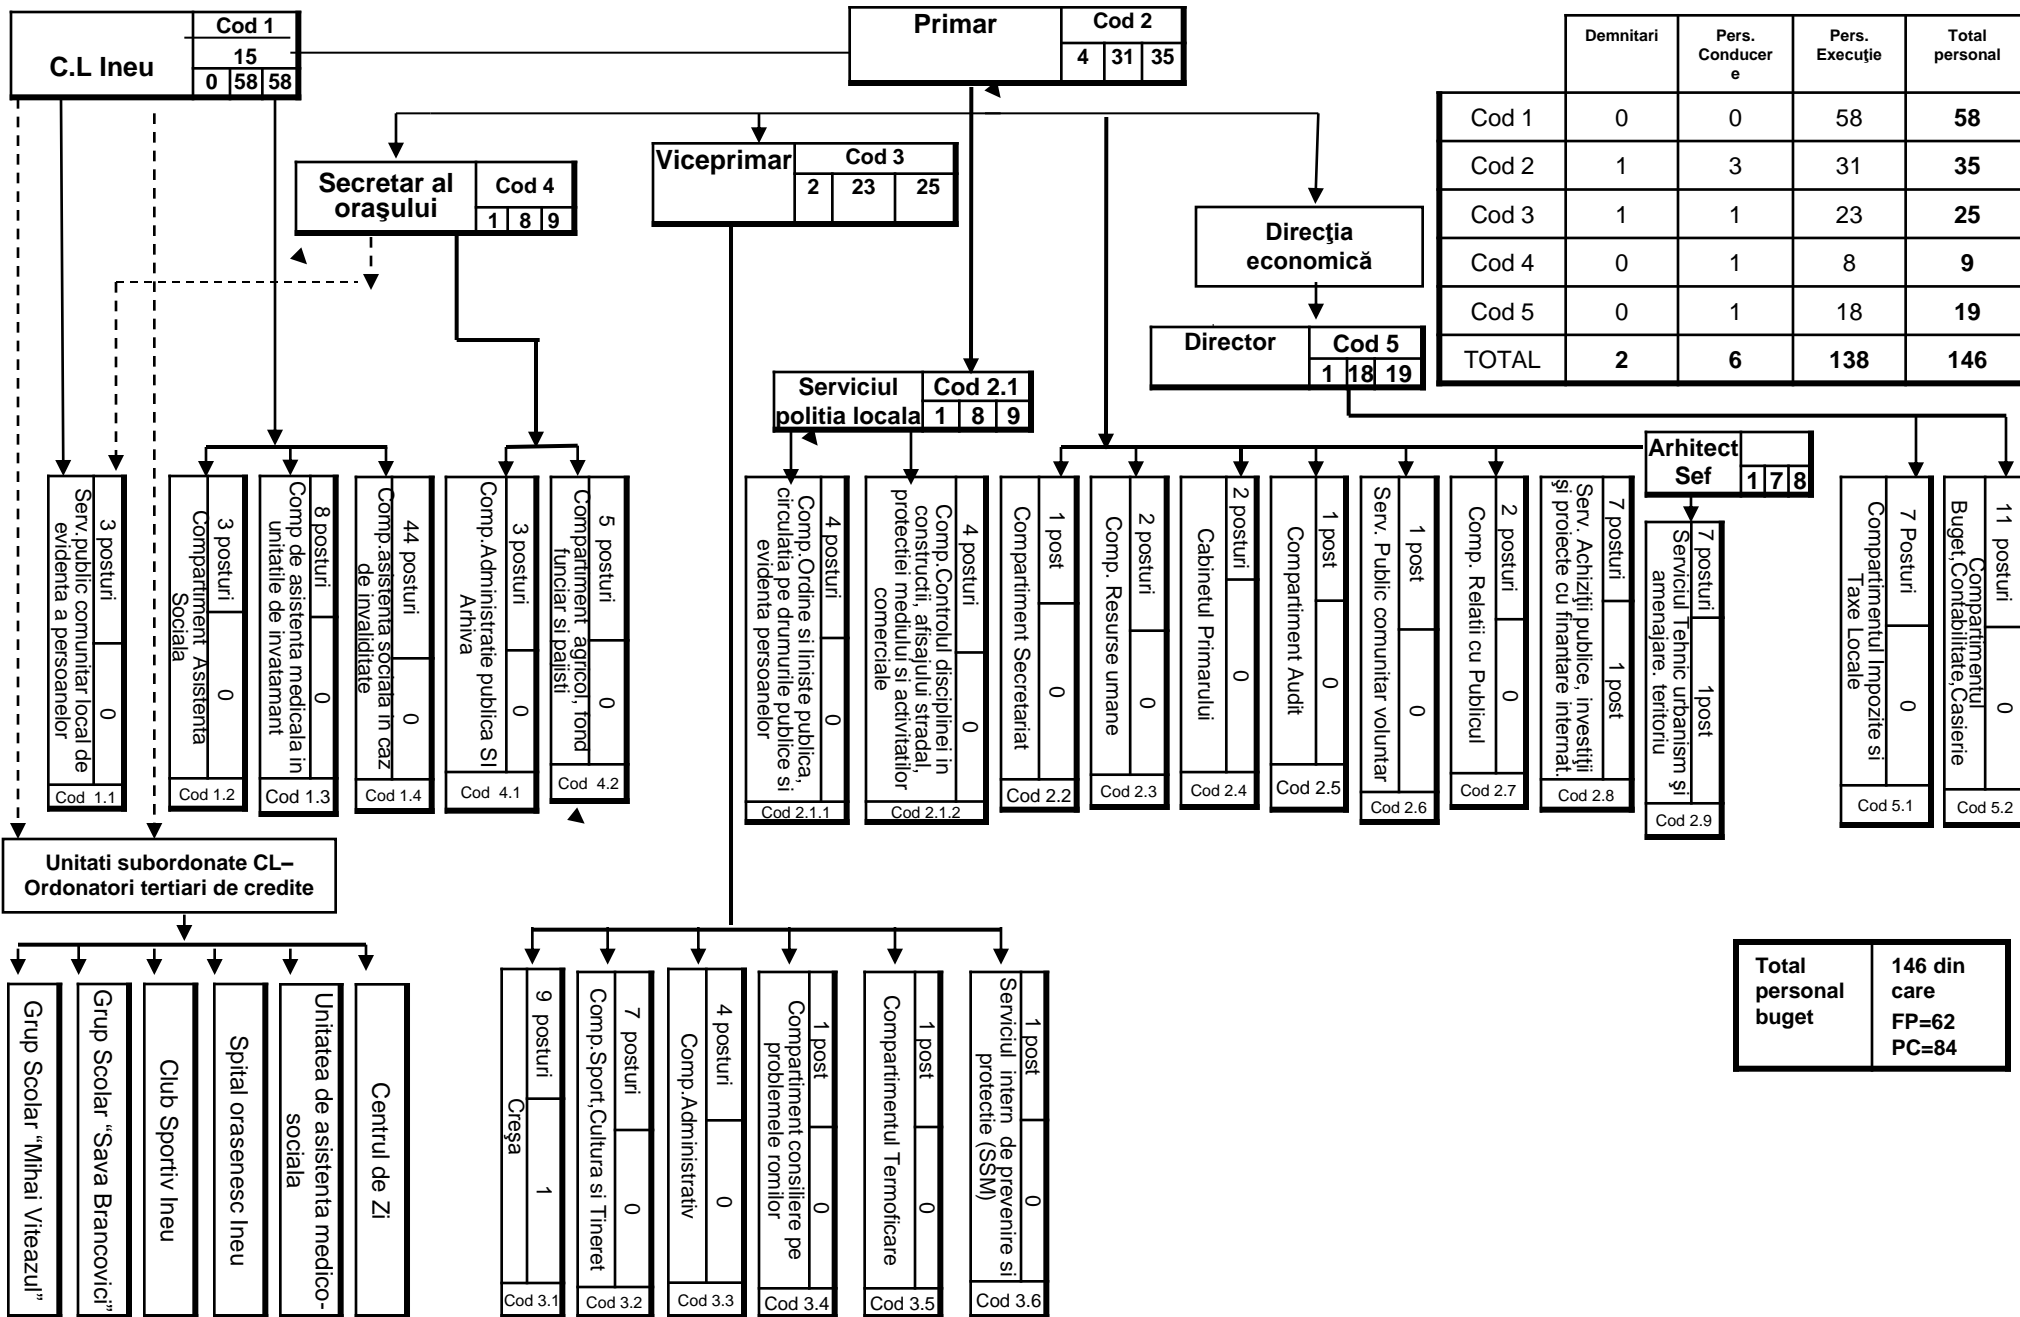 C.L Ineu
Cod 1
15
0 58 58
Primar
Cod 2
4 31 35
Demnitari
Pers.
Conducer
e
Pers.
Execuţie
Total
personal
Cod 1 0 0 58 58
Cod 2 1 3 31 35
Cod 3 1 1 23 25
Cod 4 0 1 8 9
Cod 5 0 1 18 19
TOTAL 2 6 138 146
Secretar al
oraşului
Cod 4
1 8 9
Viceprimar
Cod 3
2 23 25
Direcţia
economică
Director
Cod 5
1 18 19
Serviciul
politia locala
Cod 2.1
1 8 9
Arhitect
Sef
1 7 8
3 posturi 0
Serv.public comunitar local de
evidenta a persoanelor
Cod 1.1
3 posturi 0
Compartiment Asistenta
Sociala
Cod 1.2
8 posturi 0
Comp de asistenta medicala in
unitatile de invatamant
Cod 1.3
44 posturi 0
Comp.asistenta sociala in caz
de invaliditate
Cod 1.4
3 posturi 0
Comp.Administratie publica SI
Arhiva
Cod 4.1
5 posturi 0
Compartiment agricol, fond
funciar si pajisti
Cod 4.2
4 posturi 0
Comp.Ordine si liniste publica,
circulatia pe drumurile publice si
evidenta persoanelor
Cod 2.1.1
4 posturi 0
Comp.Controlul disciplinei in
constructii, afisajului stradal,
protectiei mediului si activitatilor
comerciale
Cod 2.1.2
1 post 0
Compartiment Secretariat
Cod 2.2
2 posturi 0
Comp. Resurse umane
Cod 2.3
2 posturi 0
Cabinetul Primarului
Cod 2.4
1 post 0
Compartiment Audit
Cod 2.5
1 post 0
Serv. Public comunitar voluntar
Cod 2.6
2 posturi 0
Comp. Relatii cu Publicul
Cod 2.7
7 posturi 1 post
Serv. Achiziţii publice, investiţii
şi proiecte cu finantare internat.
Cod 2.8
7 posturi 1post
Serviciul Tehnic urbanism şi
amenajare. teritoriu
Cod 2.9
7 Posturi 0
Compartimentul Impozite si
Taxe Locale
Cod 5.1
11 posturi 0
Compartimentul
Buget,Contabilitate,Casierie
Cod 5.2
Unitati subordonate CL–
Ordonatori tertiari de credite
Grup Scolar “Mihai Viteazul”
Grup Scolar “Sava Brancovici”
Club Sportiv Ineu
Spital orasenesc Ineu
Unitatea de asistenta medico-
sociala
Centrul de Zi
9 posturi 1
Creşa
Cod 3.1
7 posturi 0
Comp.Sport,Cultura si Tineret
Cod 3.2
4 posturi 0
Comp.Administrativ
Cod 3.3
1 post 0
Compartiment consiliere pe
problemele romilor
Cod 3.4
1 post 0
Compartimentul Termoficare
Cod 3.5
1 post 0
Serviciul intern de prevenire si
protectie (SSM)
Cod 3.6
Total
personal
buget
146 din
care
FP=62
PC=84